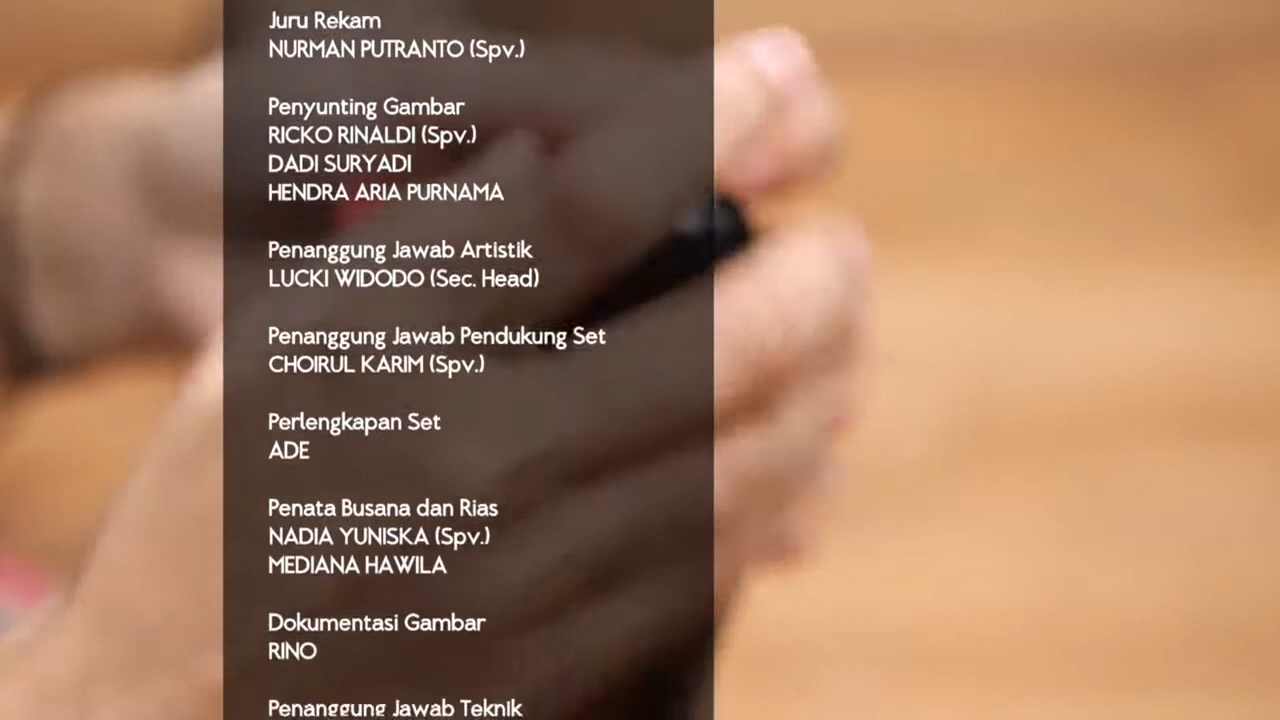 Juru Rekam
NURMAN PUTRANTO (Spv.)
Penyunting Gambar
RICKO RINALDI (Spv.)
DADI SURYADI
HENDRA ARIA PURNAMA
Penanggung Jawab Artistik
LUCKI WIDODO (Sec. Head)
Penanggung Jawab Pendukung Set
CHOIRUL KARIM (Spv.)
Perlengkapan Set
ADE
Penata Busana dan Rias
NADIA YUNISKA (Spv.)
MEDIANA HAWILA
Dokumentasi Gambar
RINO
Penanggung Jawab Teknik